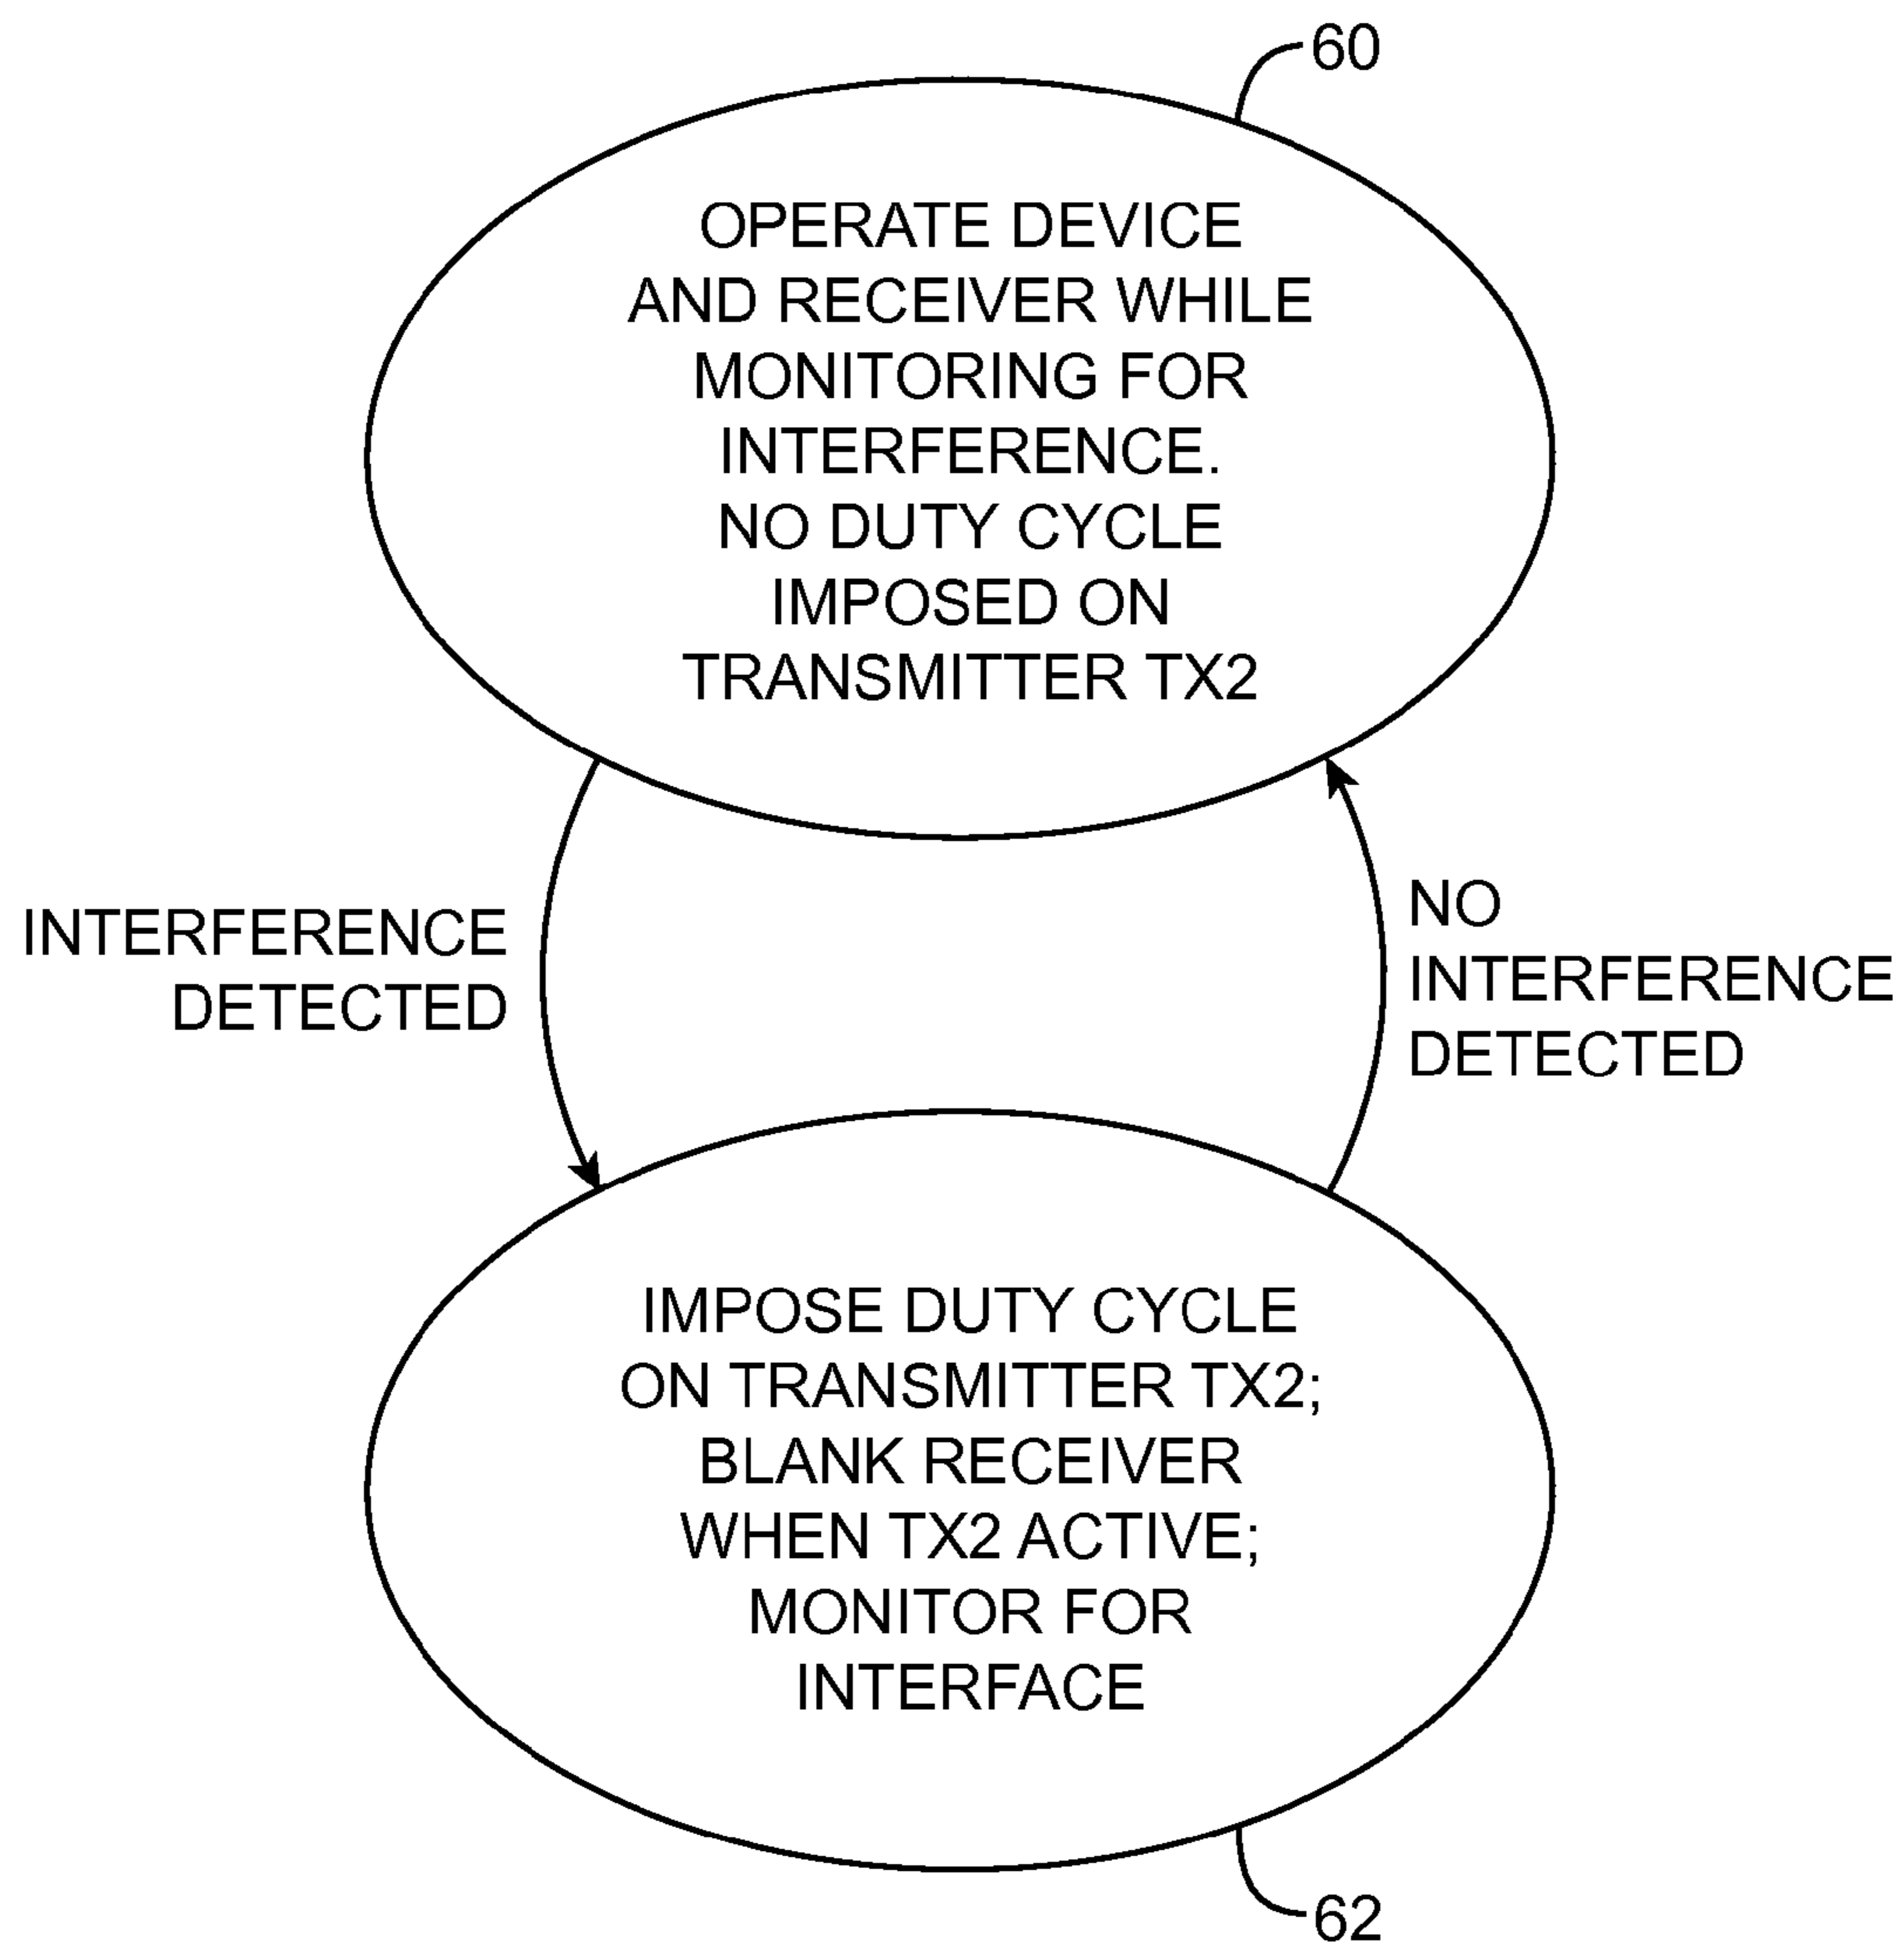 60
OPERATE DEVICE
AND RECEIVER WHILE
MONITORING FOR
INTERFERENCE.
NO DUTY CYCLE
IMPOSED ON
TRANSMITTER TX2
INTERFERENCE
DETECTED
NO
INTERFERENCE
DETECTED
IMPOSE DUTY CYCLE
ON TRANSMITTER TX2;
BLANK RECEIVER
WHEN TX2 ACTIVE;
MONITOR FOR
INTERFACE
62